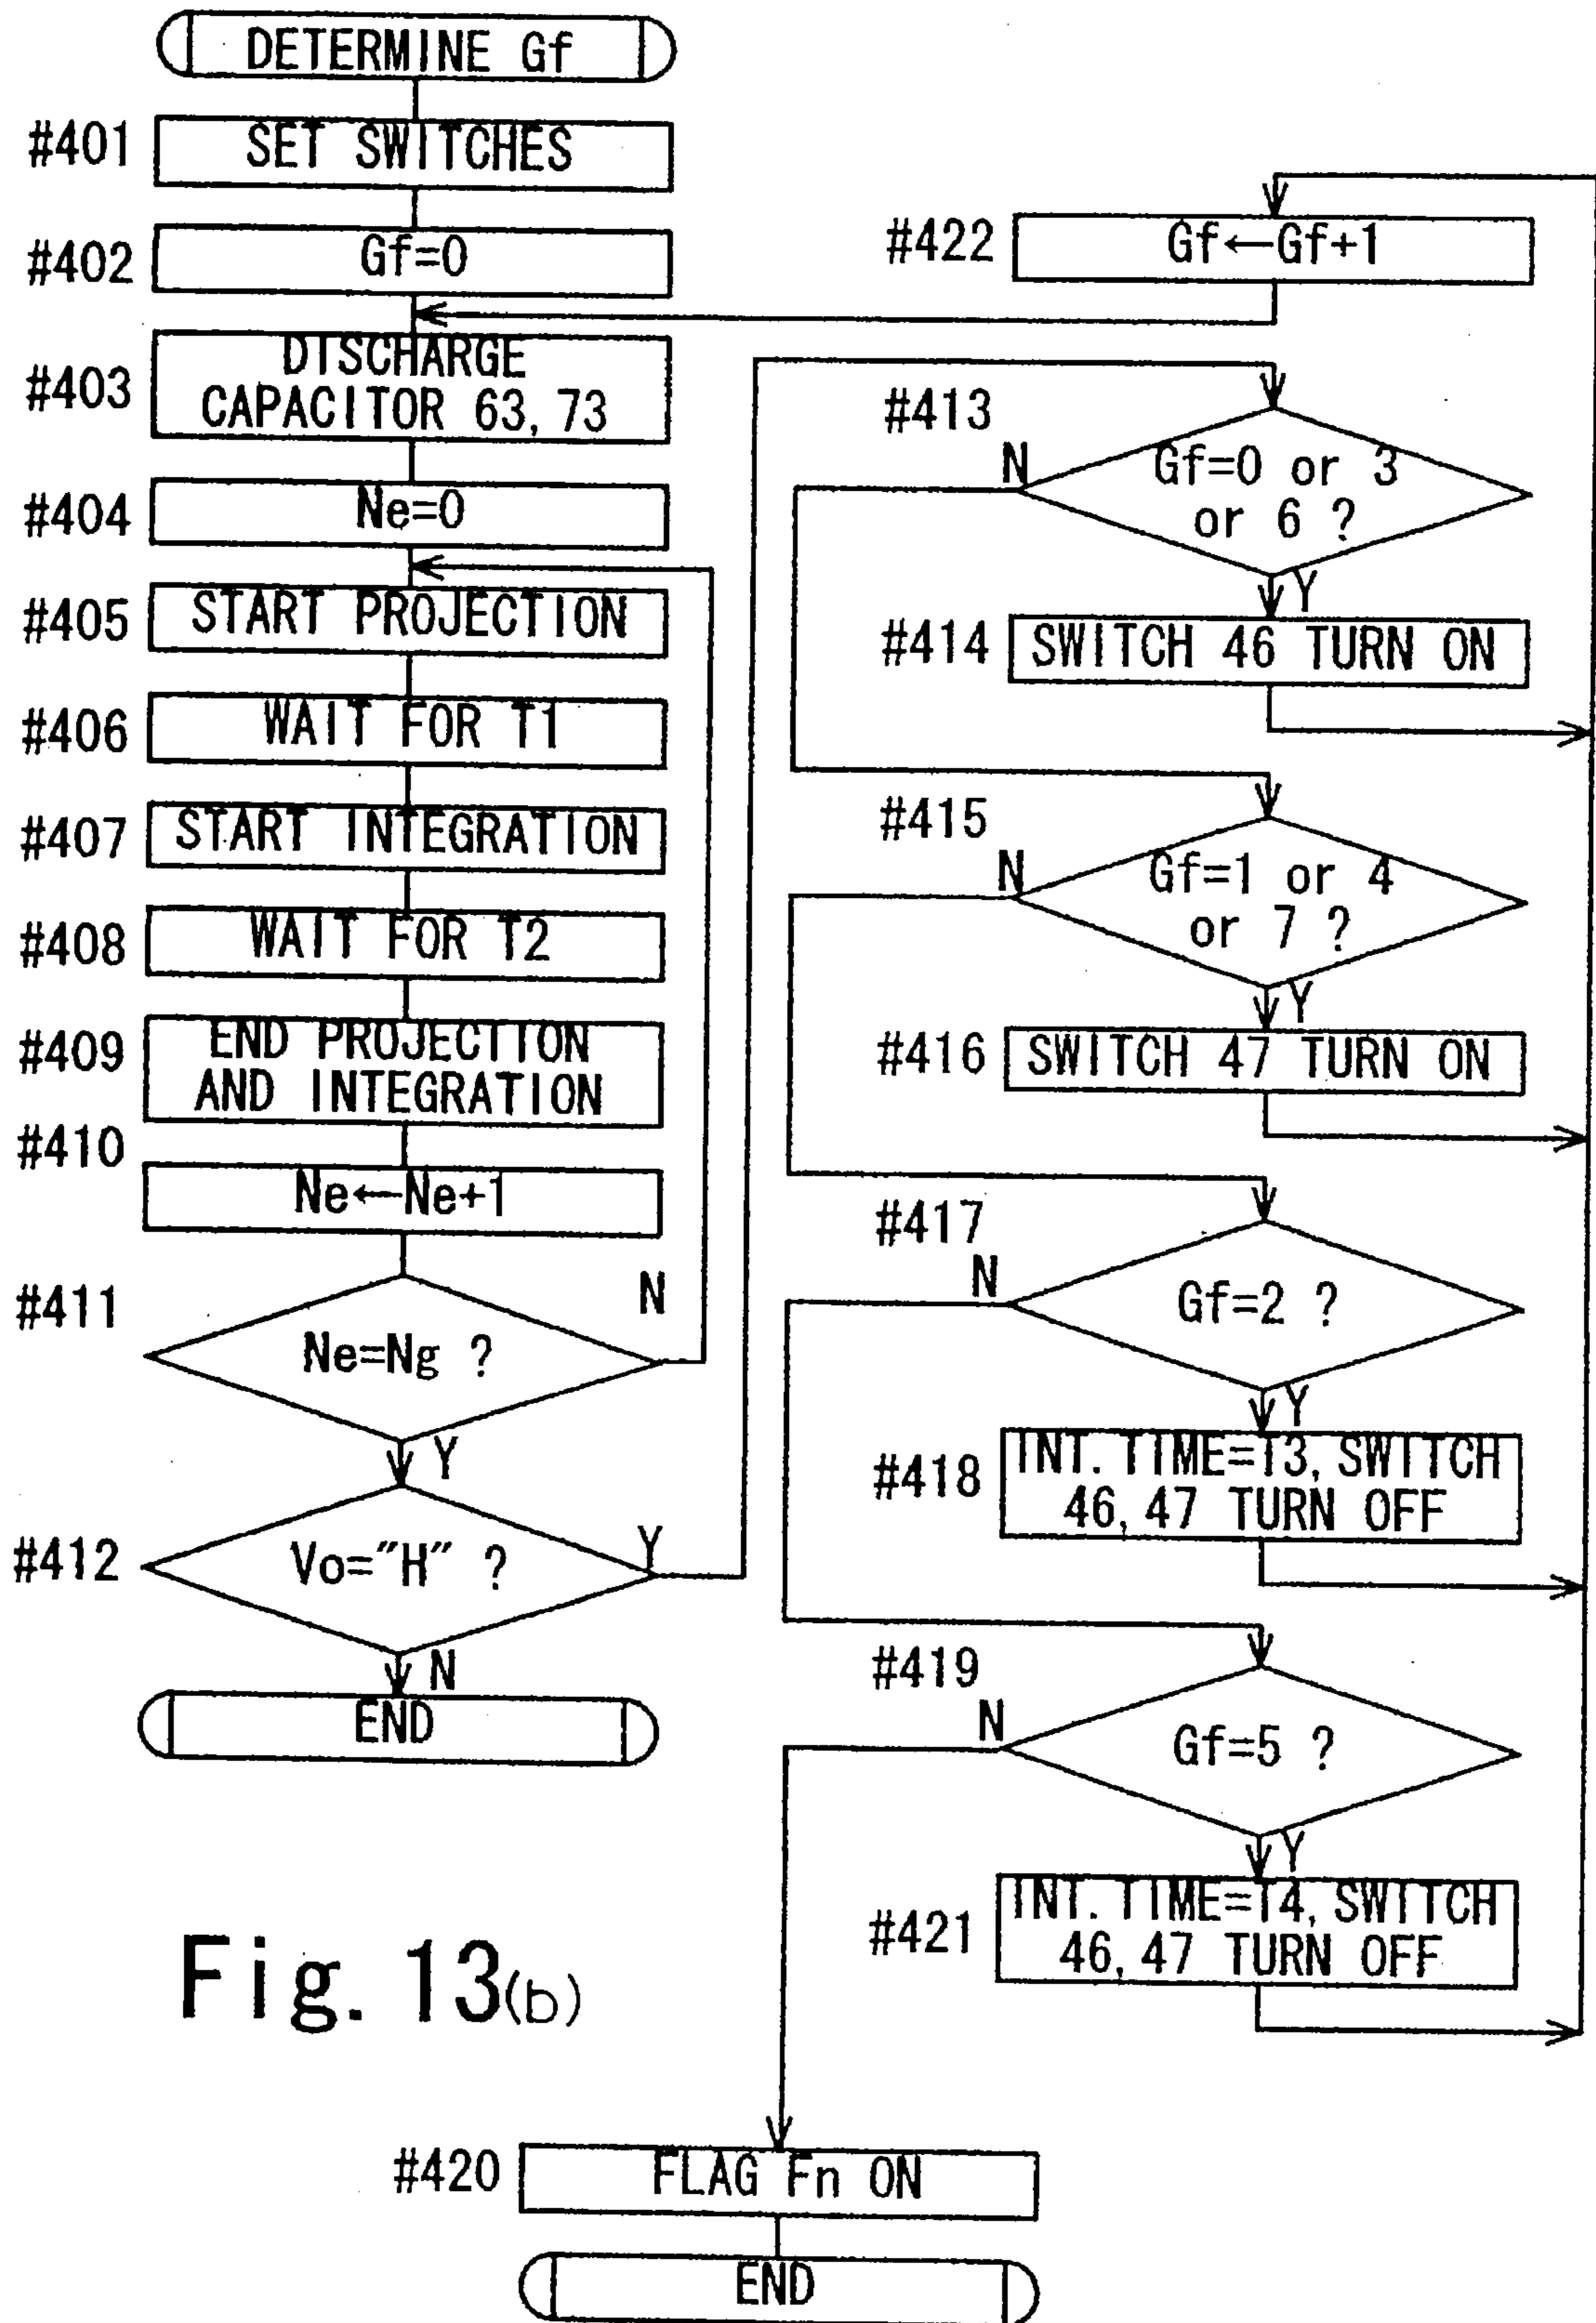 DETERMINE Gf
#401
SET SWITCHES
#402
Gf=0
#403
DISCHARGE
CAPACITOR 63, 73
#404
Ne=0
#405
START PROJECTION
#406
WAIT FOR T1
#407
START INTEGRATION
#408
WAIT FOR T2
#409
END PROJECTION
AND INTEGRATION
#410
Ne←Ne+1
#411
Ne=Ng ?
N
Y
#412
Vo="H" ?
Y
N
END
#422
Gf←Gf+1
#413
Gf=0 or 3
or 6 ?
N
Y
#414
SWITCH 46 TURN ON
#415
Gf=1 or 4
or 7 ?
N
Y
#416
SWITCH 47 TURN ON
#417
Gf=2 ?
N
Y
#418
INT. TIME=T3, SWITCH
46, 47 TURN OFF
#419
Gf=5 ?
N
Y
#421
INT. TIME=T4, SWITCH
46, 47 TURN OFF
#420
FLAG Fn ON
END
Fig. 13(b)